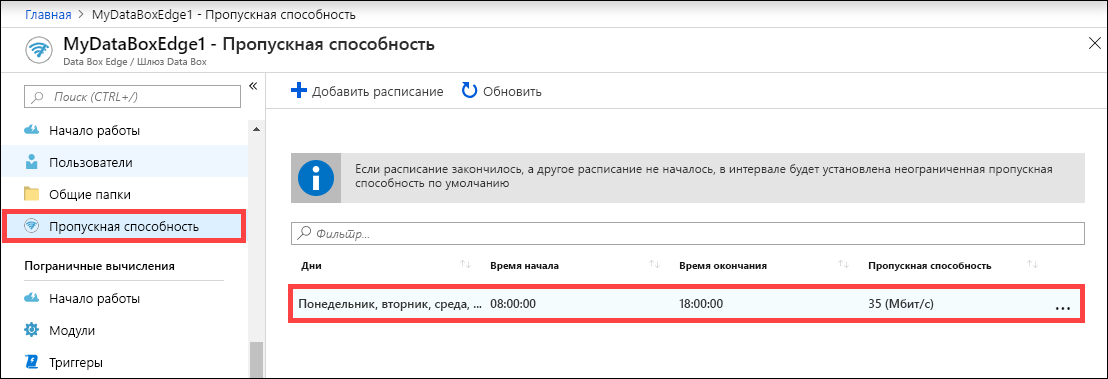 Главная > MyDataBoxEdge1 - Пропускная способность
MyDataBoxEdge1 - Пропускная способность
Data Box Edge / Шлюз Data Box
Поиск (CTRL+/)
Начало работы
Пользователи
Общие папки
Пропускная способность
Пограничные вычисления
Начало работы
Модули
Триггеры
Добавить расписание Обновить
Если расписание закончилось, а другое расписание не началось, в интервале будет установлена неограниченная пропускная
способность по умолчанию
Фильтр...
Дни Время начала Время окончания Пропускная способность
Понедельник, вторник, среда, ... 08:00:00 18:00:00 35 (Мбит/с) ...